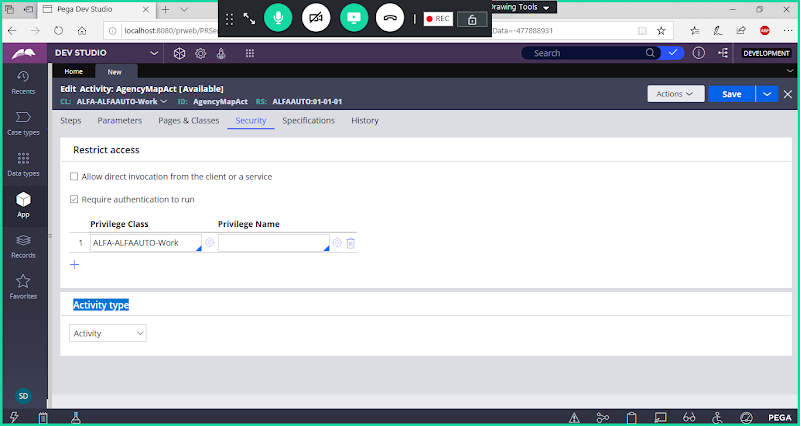 Pega Dev Studio
Drawing Tools
REC
localhost:8080/prweb/PRSe
Data=-477888931
ABP
DEV STUDIO
Search
DEVELOPMENT
Home
New
Recents
Edit Activity: AgencyMapAct [Available]
CL: ALFA-ALFAAUTO-Work
ID: AgencyMapAct
RS: ALFAAUTO:01-01-01
Actions
Save
Steps
Parameters
Pages & Classes
Security
Specifications
History
Case types
Restrict access
Allow direct invocation from the client or a service
Data types
Require authentication to run
App
Privilege Class
Privilege Name
1
ALFA-ALFAAUTO-Work
Records
Favorites
Activity type
Activity
SD
PEGA